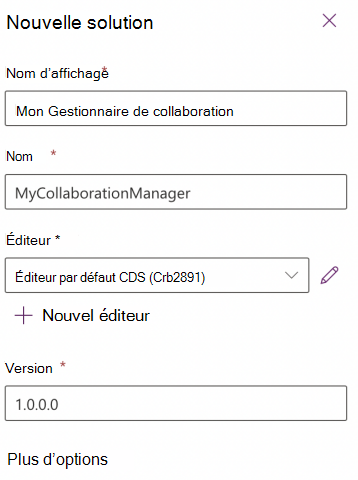 Nouvelle solution
Nom d'affichage*
Mon Gestionnaire de collaboration
Nom *
MyCollaborationManager
Éditeur *
Éditeur par défaut CDS (Crb2891)
Nouvel éditeur
Version *
1.0.0.0
Plus d'options